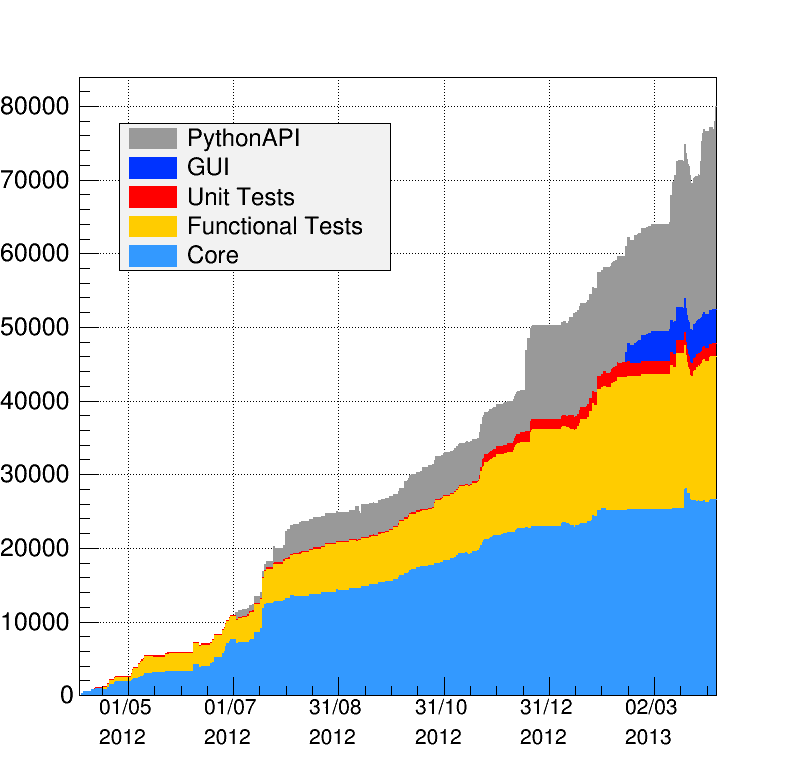 80000
70000
60000
50000
40000
30000
20000
10000
0
PythonAPI
GUI
Unit Tests
Functional Tests
Core
01/05 01/07 31/08 31/10 31/12 02/03
2012 2012 2012 2012 2012 2013